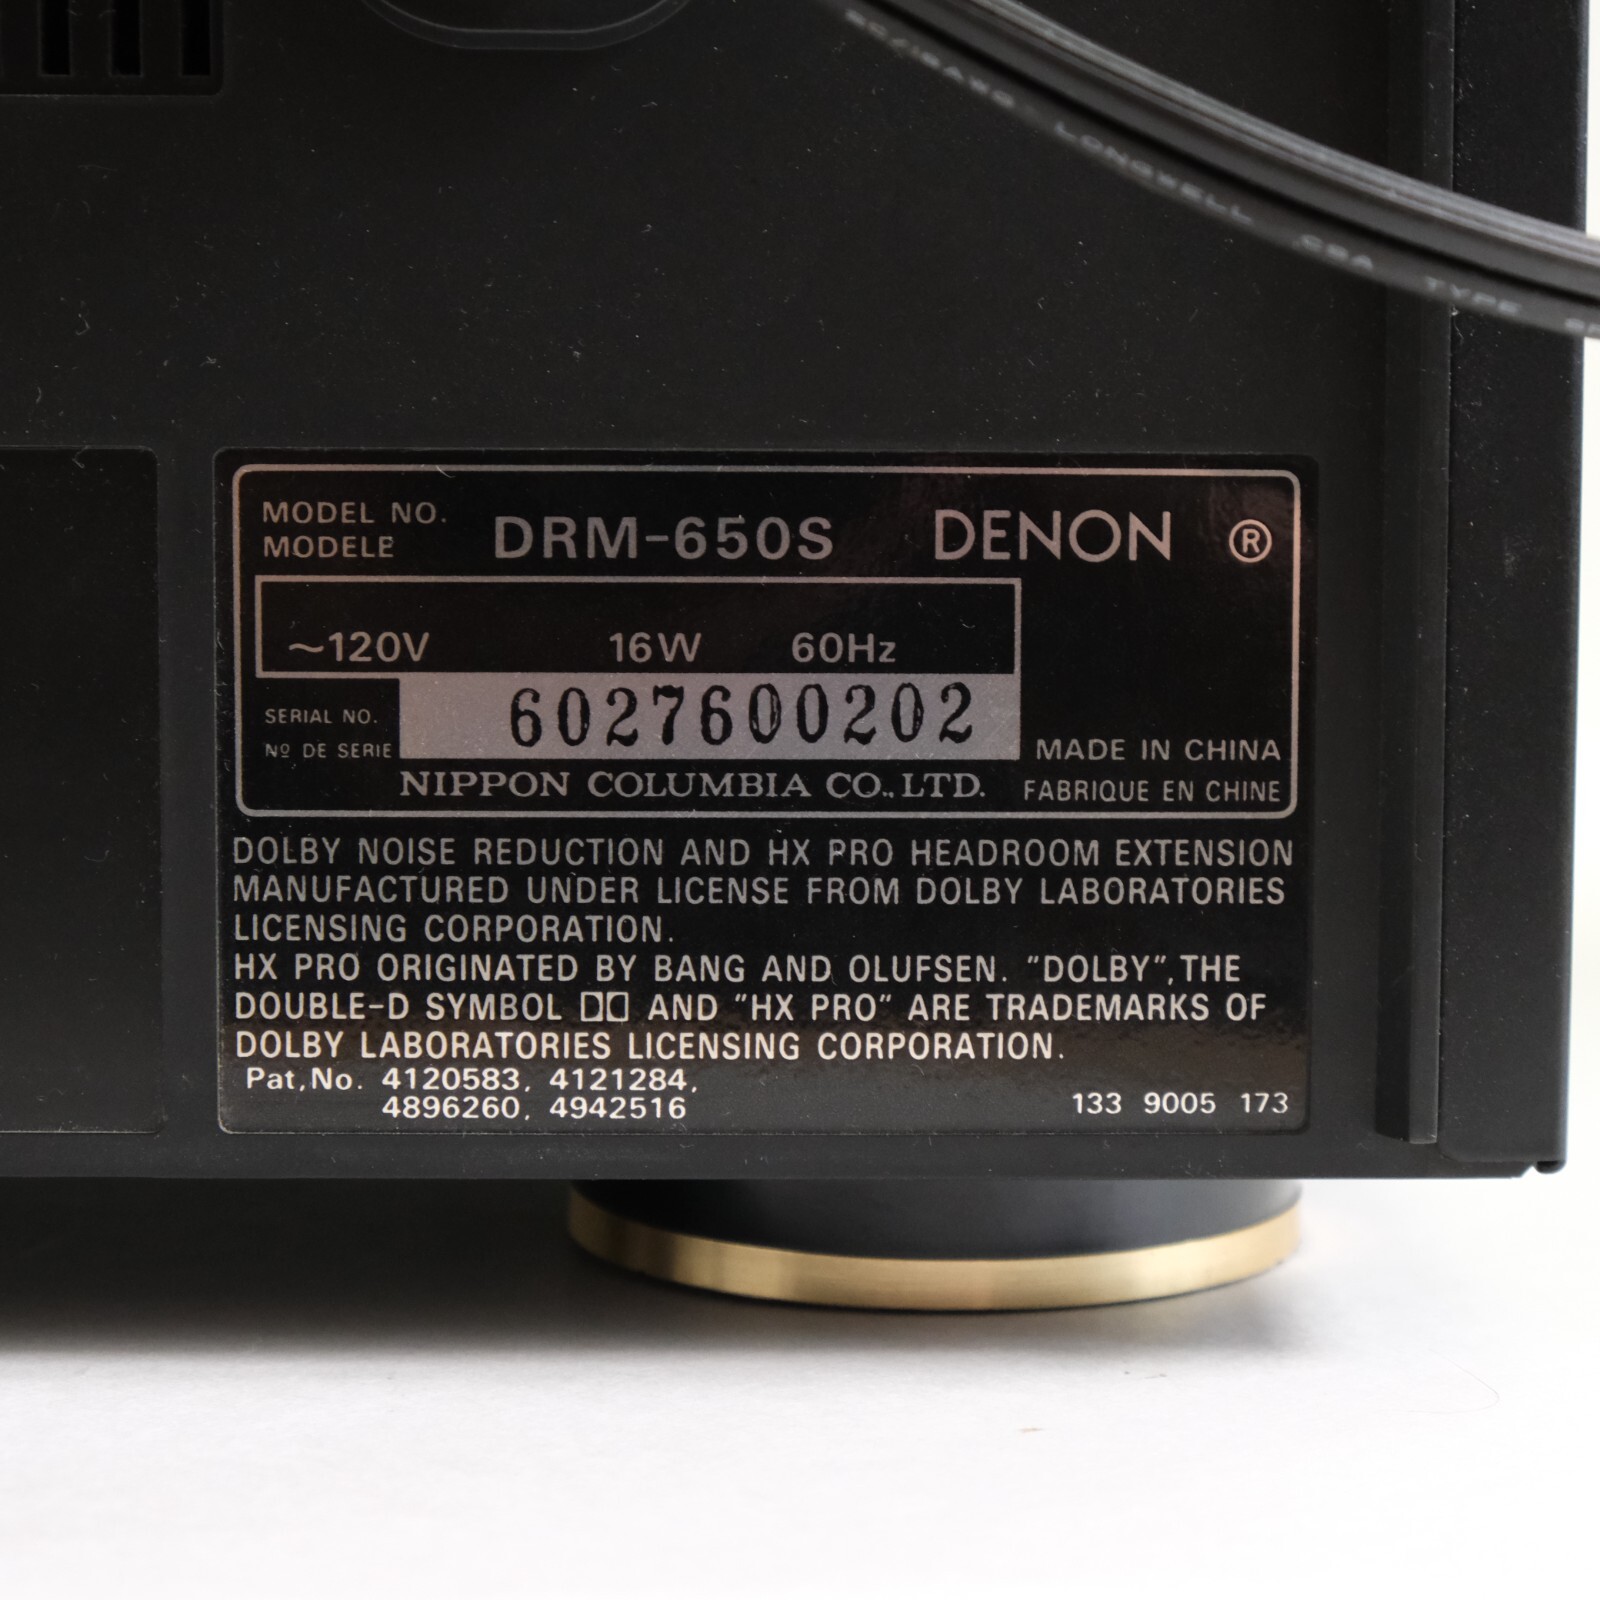 LONGWELL CSA TYPE
MODEL NO.
MODELE
DRM-650S DENON ®
~120V 16W 60Hz
SERIAL NO.
Nº DE SERIE
6027600202
MADE IN CHINA
NIPPON COLUMBIA CO.,LTD. FABRIQUE EN CHINE
DOLBY NOISE REDUCTION AND HX PRO HEADROOM EXTENSION
MANUFACTURED UNDER LICENSE FROM DOLBY LABORATORIES
LICENSING CORPORATION.
HX PRO ORIGINATED BY BANG AND OLUFSEN. "DOLBY", THE
DOUBLE-D SYMBOL AND "HX PRO" ARE TRADEMARKS OF
DOLBY LABORATORIES LICENSING CORPORATION.
Pat,No. 4120583, 4121284,
4896260, 4942516
133 9005 173